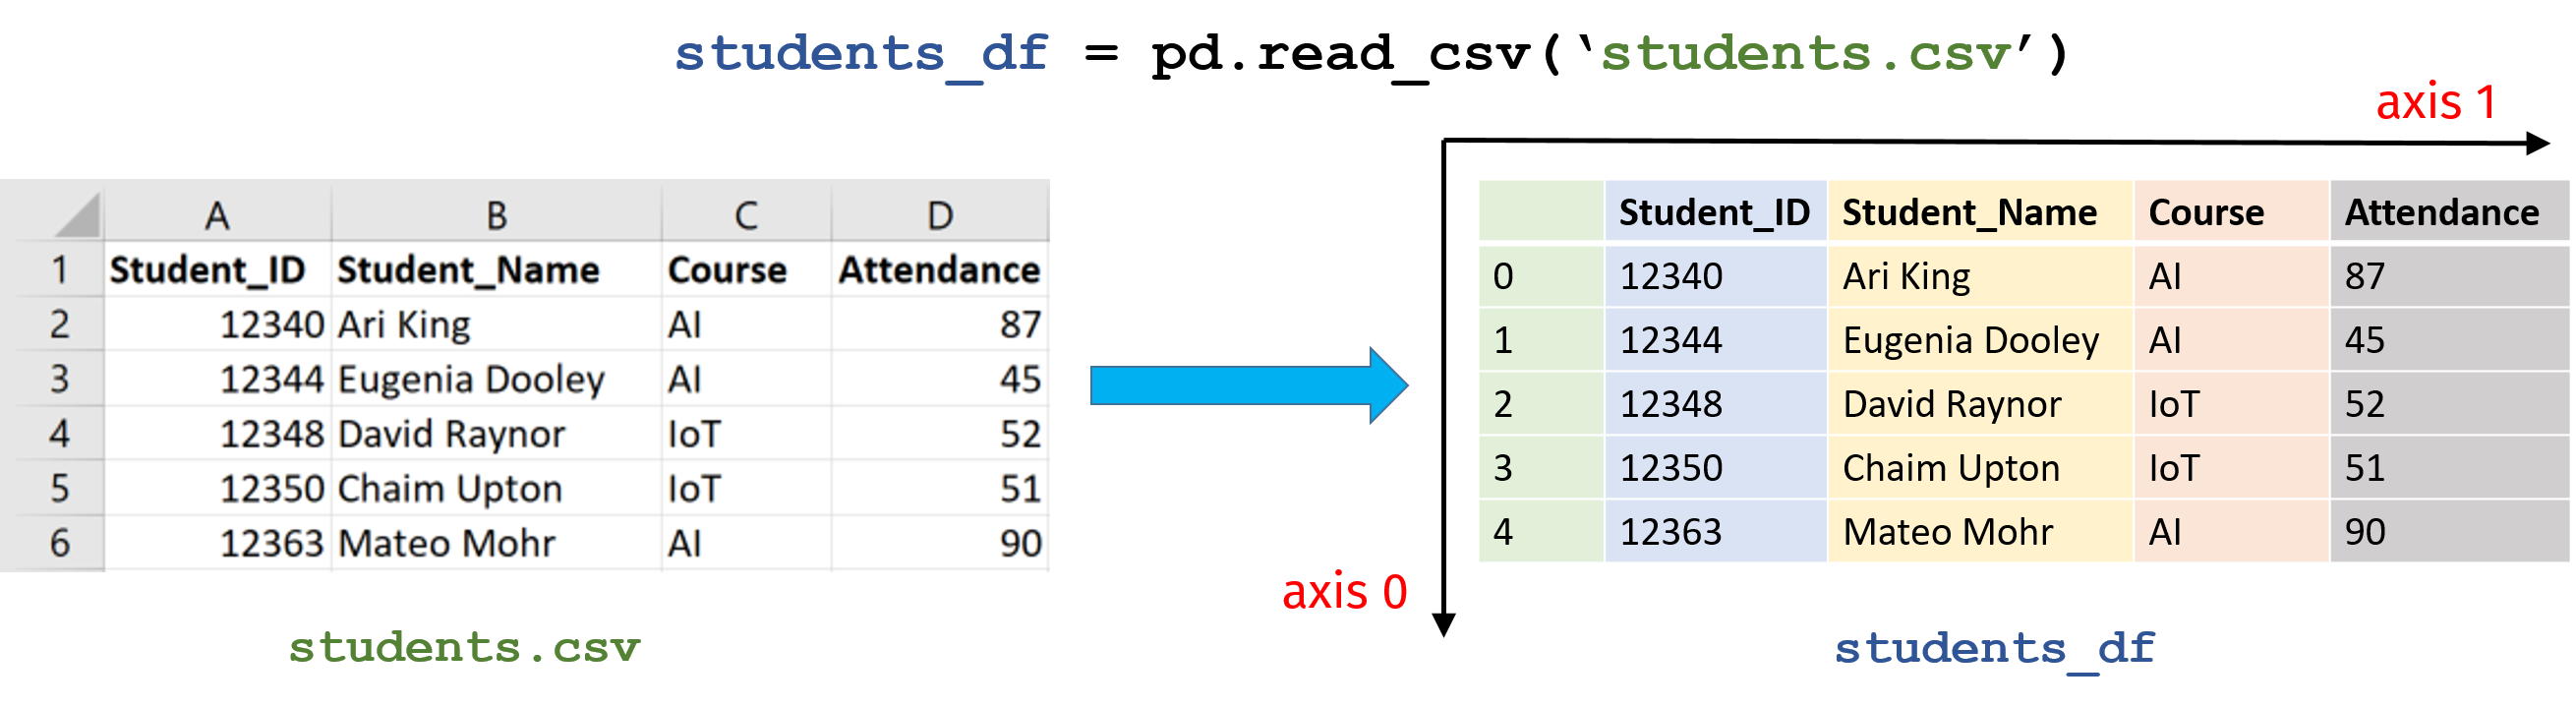 students_df = pd.read_csv(‘students.csv’)
axis 1
A B C D
1 Student_ID Student_Name Course Attendance
2 12340 Ari King AI 87
3 12344 Eugenia Dooley AI 45
4 12348 David Raynor IoT 52
5 12350 Chaim Upton IoT 51
6 12363 Mateo Mohr AI 90
students.csv
Student_ID Student_Name Course Attendance
0 12340 Ari King AI 87
1 12344 Eugenia Dooley AI 45
2 12348 David Raynor IoT 52
3 12350 Chaim Upton IoT 51
4 12363 Mateo Mohr AI 90
axis 0
students_df